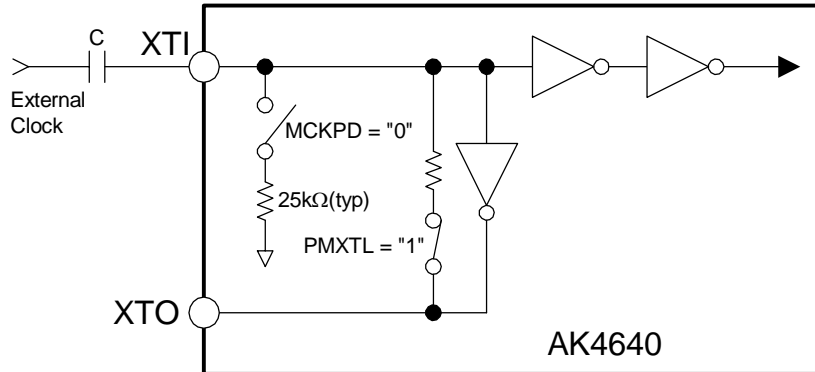 C
XTI
External
Clock
MCKPD = "0"
25kΩ(typ)
PMXTL = "1"
XTO
AK4640